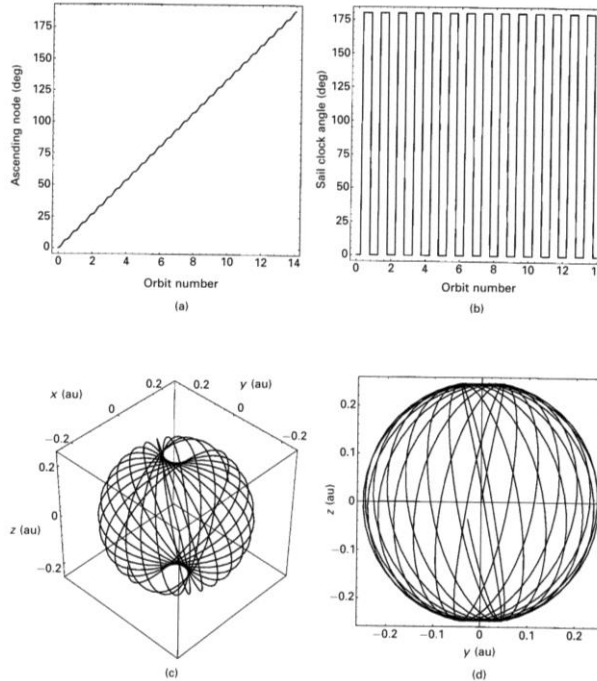 Ascending node (deg)
175
150
125
100
75
50
25
0
0 2 4 6 8 10 12 14
Orbit number
(a)
Sail clock angle (deg)
175
150
125
100
75
50
25
0
0 2 4 6 8 10 12 14
Orbit number
(b)
x (au)
0.2
0
−0.2
0.2
y (au)
0
−0.2
0.2
z (au)
0
−0.2
(c)
z (au)
0.2
0.1
0
−0.1
−0.2
−0.2 −0.1 0 0.1 0.2
y (au)
(d)